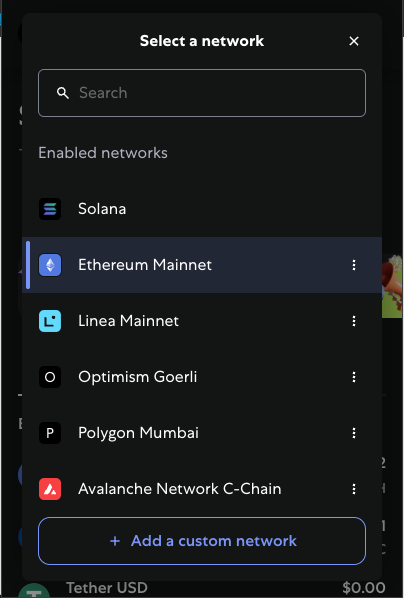 Select a network
Search
Enabled networks
Solana
Ethereum Mainnet
Linea Mainnet
O Optimism Goerli
P Polygon Mumbai
Avalanche Network C-Chain
+ Add a custom network
Tether USD $0.00